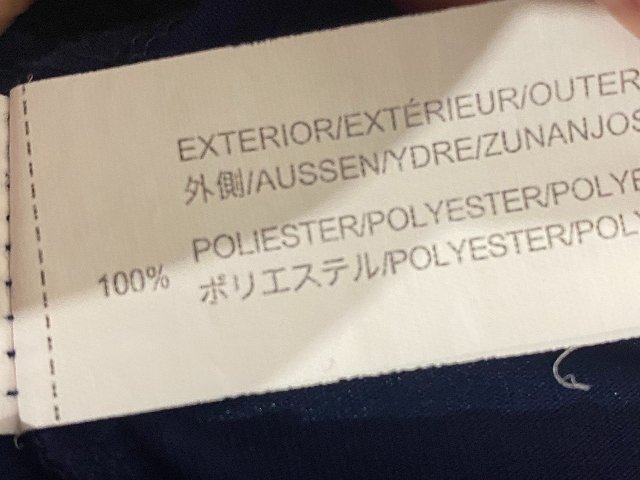 EXTERIOR/EXTÉRIEUR/OUTER
外側/AUSSEN/YDRE/ZUNANJOS
POLIESTER/POLYESTER/POLYE
100% ポリエステル/POLYESTER/POL